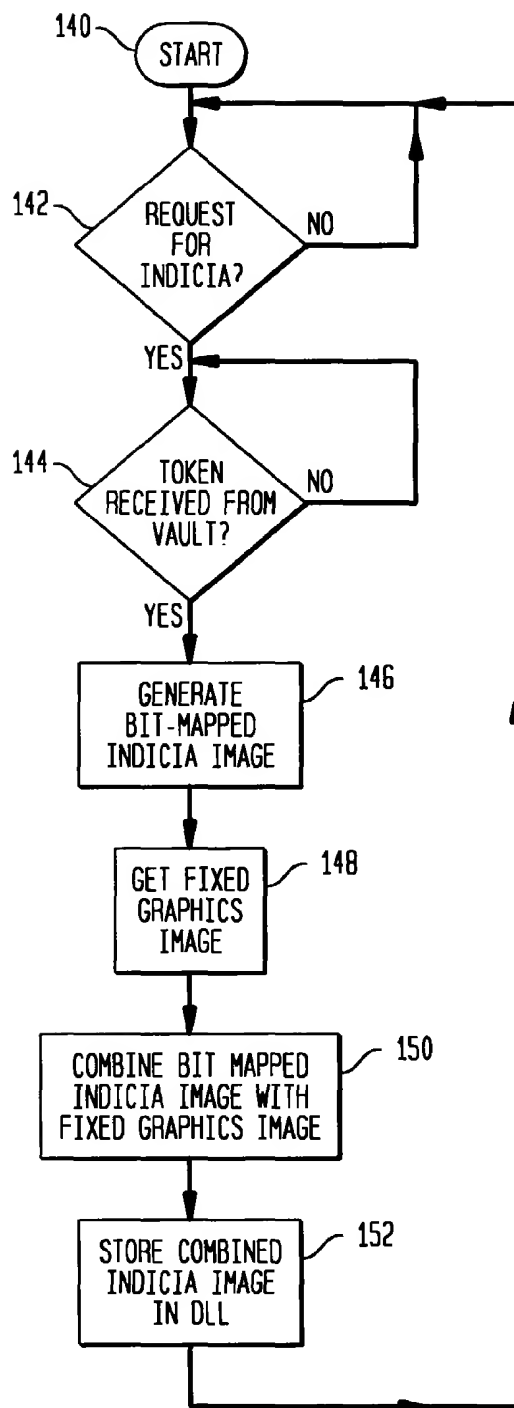 140
START
142
REQUEST
FOR
INDICIA?
NO
YES
144
TOKEN
RECEIVED FROM
VAULT?
NO
YES
146
GENERATE
BIT-MAPPED
INDICIA IMAGE
148
GET FIXED
GRAPHICS
IMAGE
150
COMBINE BIT MAPPED
INDICIA IMAGE WITH
FIXED GRAPHICS IMAGE
152
STORE COMBINED
INDICIA IMAGE
IN DLL